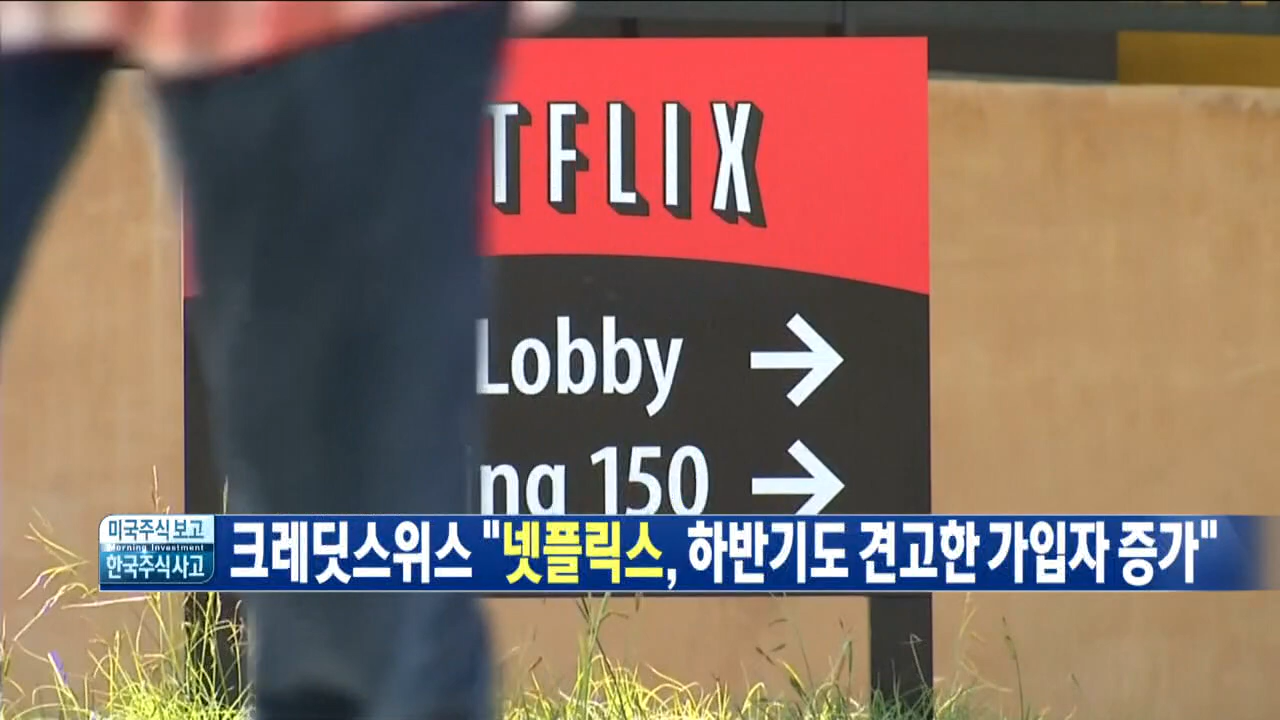 TFLIX
Lobby →
ng 150 →
미국주식 보고
Morning Investment
한국주식 사고
크레딧스위스 "넷플릭스, 하반기도 견고한 가입자 증가"